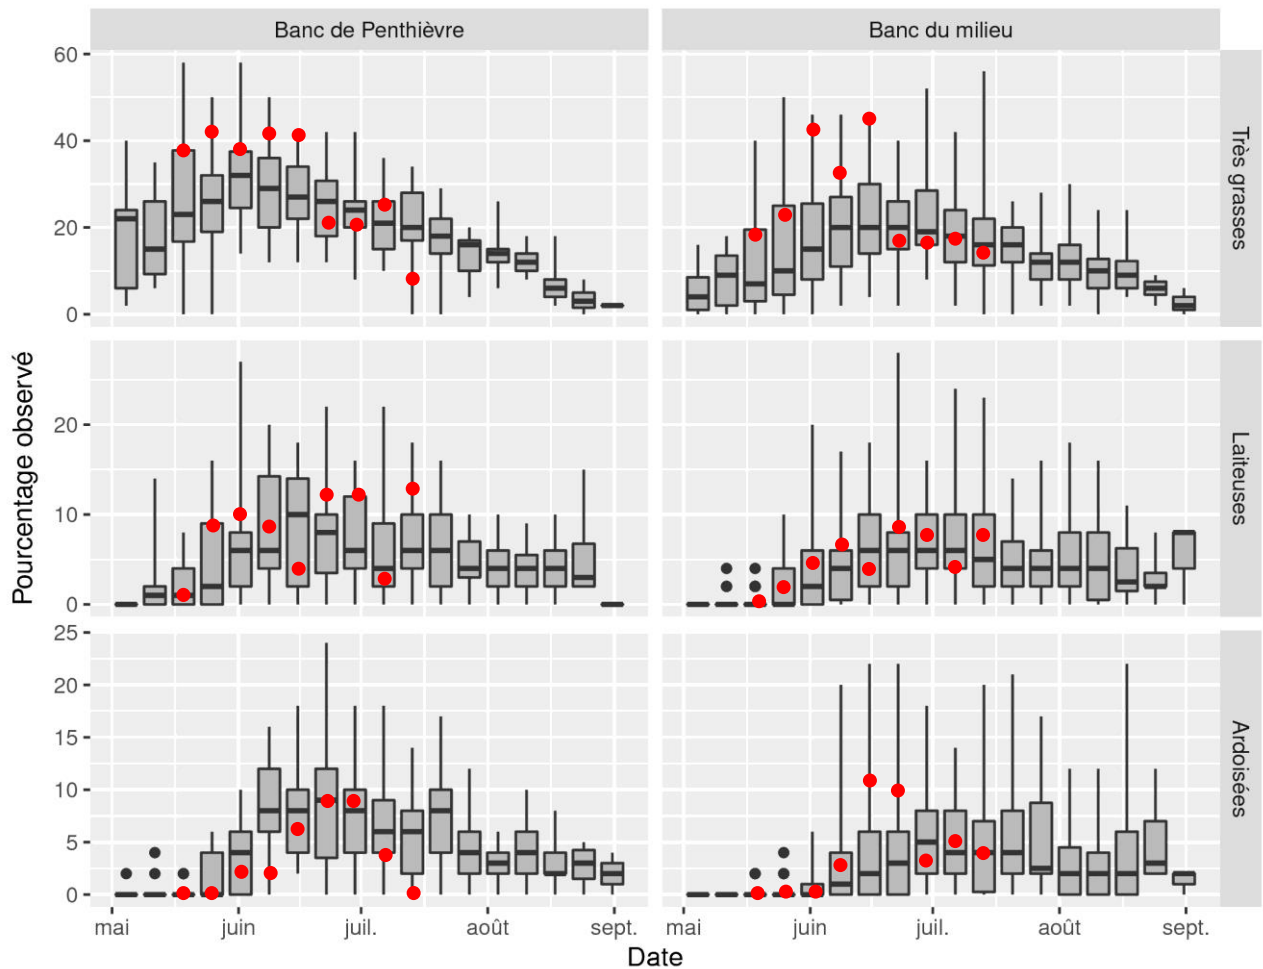 Banc de Penthièvre
Banc du milieu
60
40
20
0
Très grasses
Pourcentage observé
20
10
0
Laiteuses
25
20
15
10
5
0
Ardoisées
mai juin juil. août sept.
mai juin juil. août sept.
Date